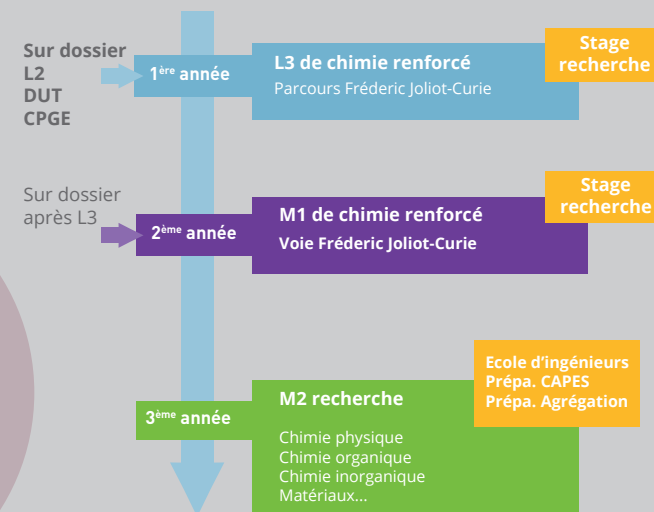 Sur dossier
L2
DUT
CPGE
1ère année
L3 de chimie renforcé
Parcours Fréderic Joliot-Curie
Stage
recherche
Sur dossier
après L3
2ème année
M1 de chimie renforcé
Voie Fréderic Joliot-Curie
Stage
recherche
3ème année
M2 recherche
Chimie physique
Chimie organique
Chimie inorganique
Matériaux...
Ecole d'ingénieurs
Prépa. CAPES
Prépa. Agrégation